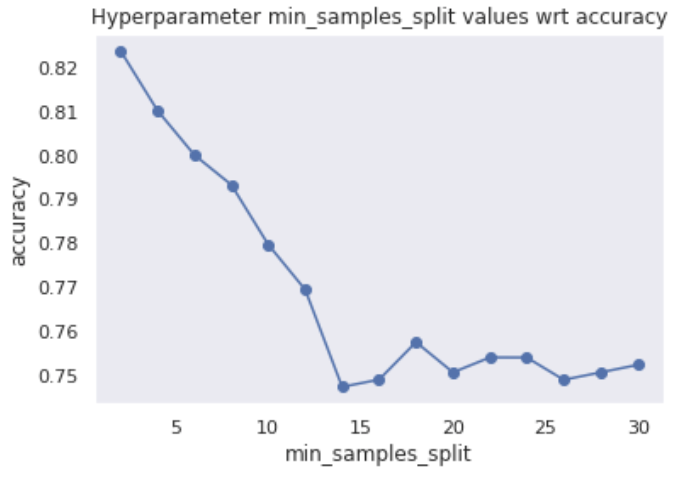 Hyperparameter min_samples_split values wrt accuracy
0.82
0.81
0.80
0.79
0.78
0.77
0.76
0.75
accuracy
5 10 15 20 25 30
min_samples_split